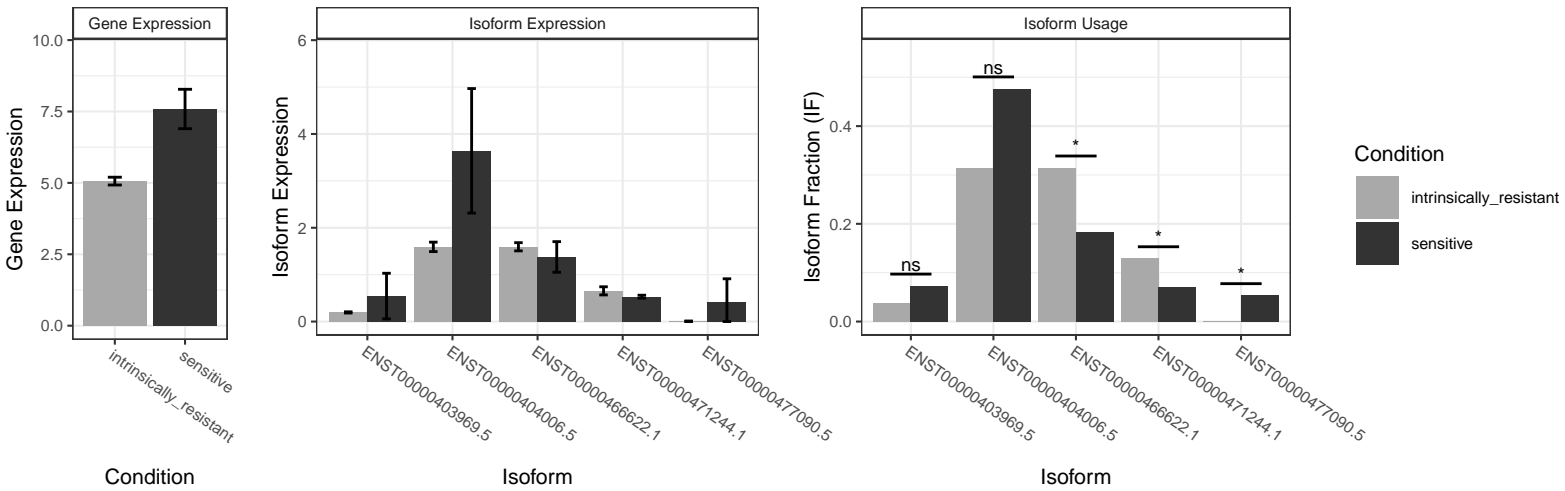 Gene Expression
Isoform Expression
Isoform Usage
Gene Expression
10.0
7.5
5.0
2.5
0.0
intrinsically_resistant
sensitive
Condition
Isoform Expression
6
4
2
0
ENST00000403969.5
ENST00000404006.5
ENST00000466622.1
ENST00000471244.1
ENST00000477090.5
Isoform
Isoform Fraction (IF)
0.4
0.2
0.0
ns
ns
*
*
*
ENST00000403969.5
ENST00000404006.5
ENST00000466622.1
ENST00000471244.1
ENST00000477090.5
Isoform
Condition
intrinsically_resistant
sensitive